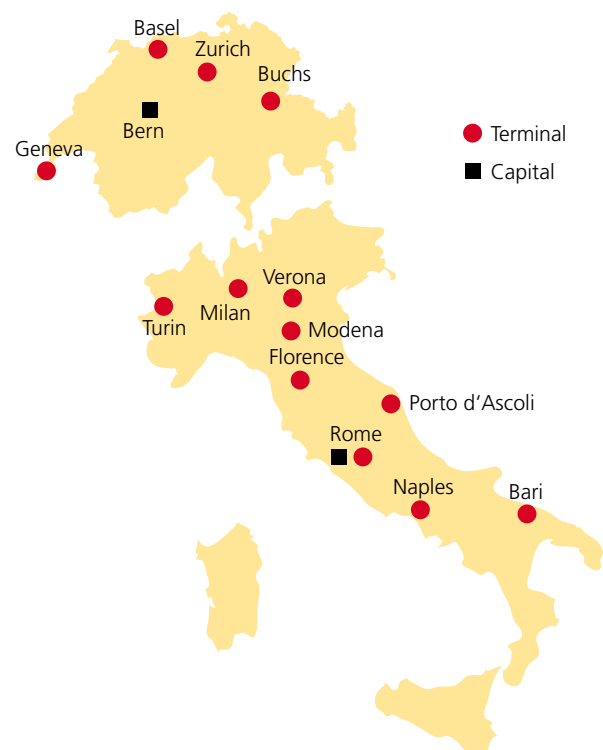 Basel
Zurich
Buchs
Bern
Geneva
Terminal
Capital
Verona
Milan
Turin
Modena
Florence
Porto d‘Ascoli
Rome
Naples
Bari